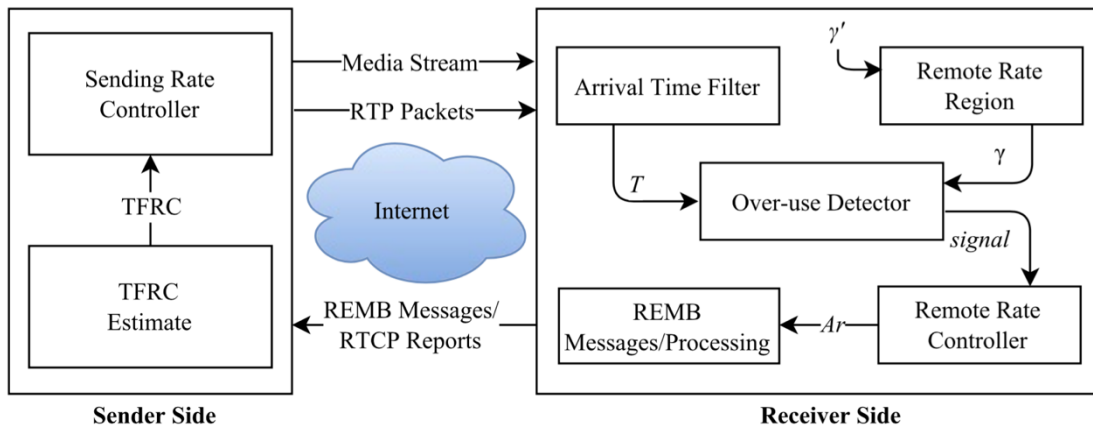 Sending Rate
Controller
TFRC
TFRC
Estimate
Sender Side
Media Stream
RTP Packets
Internet
REMB Messages/
RTCP Reports
γ′
Arrival Time Filter
Remote Rate
Region
T
γ
Over-use Detector
signal
REMB
Messages/Processing
Ar
Remote Rate
Controller
Receiver Side